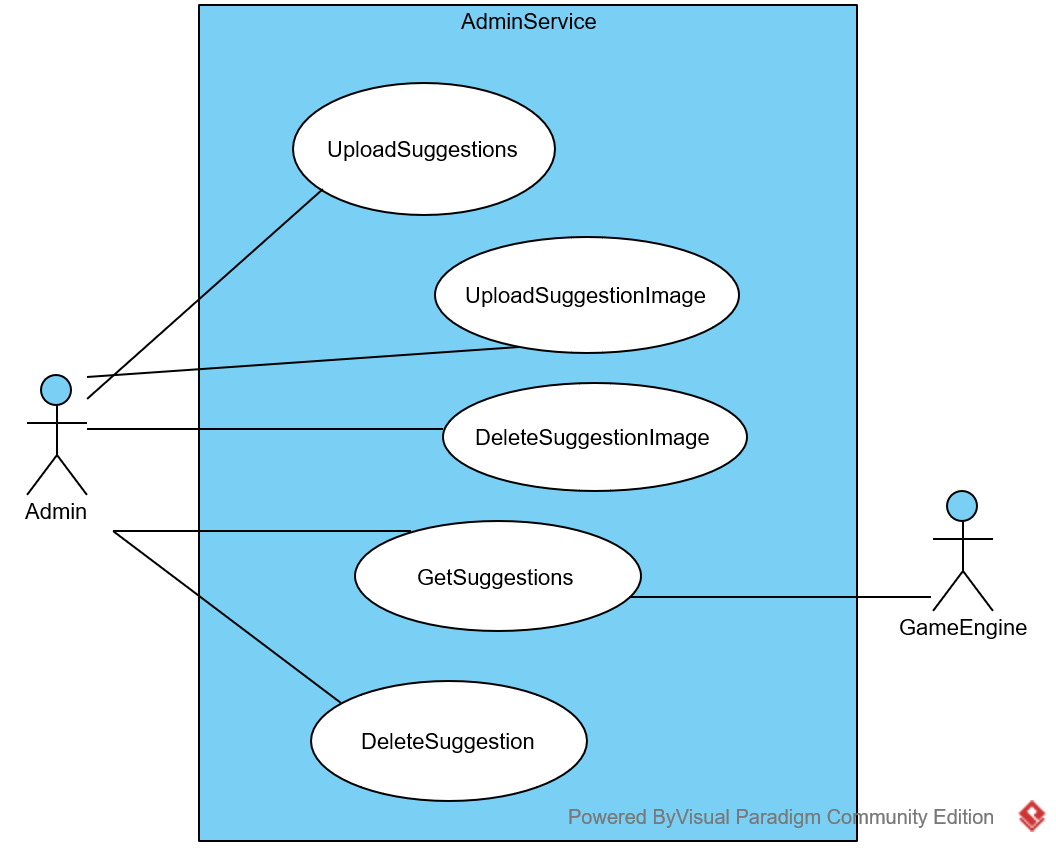 AdminService
UploadSuggestions
UploadSuggestionImage
DeleteSuggestionImage
Admin
GetSuggestions
GameEngine
DeleteSuggestion
Powered ByVisual Paradigm Community Edition